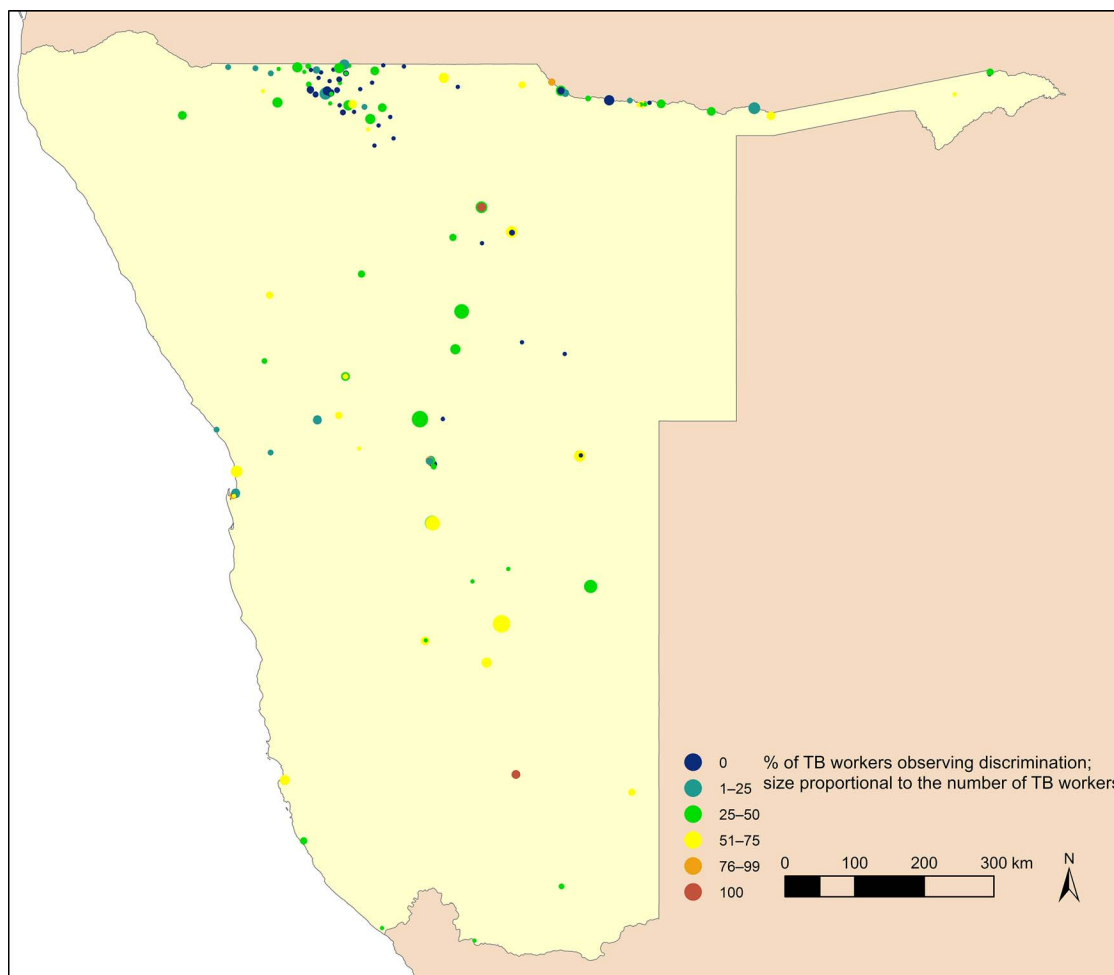 0
% of TB workers observing discrimination;
1–25
size proportional to the number of TB workers
25–50
51–75
76–99
100
0 100 200 300 km
N